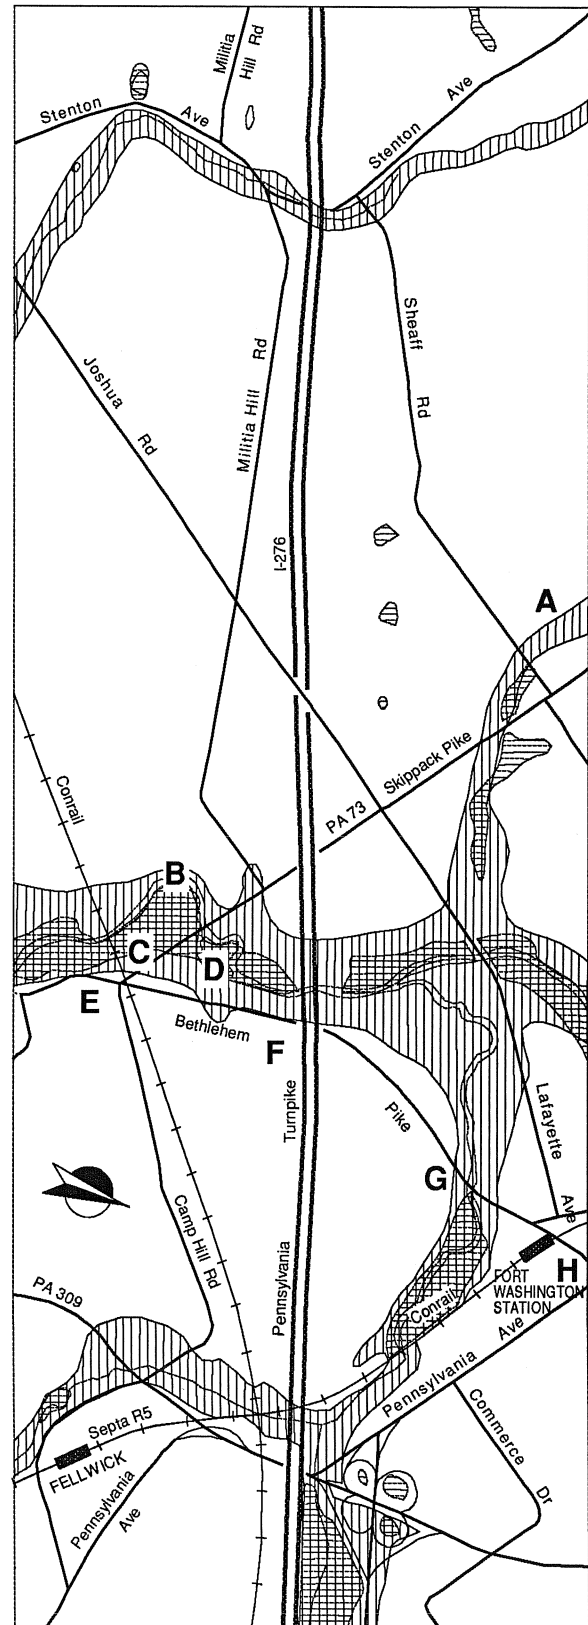 Militia
Hill Rd
Stenton
Ave
Stenton
Ave
Sheaff
Rd
Joshua
Rd
Militia Hill
Rd
I-276
A
Skippack Pike
PA 73
Conrail
B
C
D
E
Bethlehem
F
Turnpike
Pike
Lafayette
Ave
G
Camp Hill Rd
Pennsylvania
H
FORT
WASHINGTON
STATION
Conrail
PA 309
Pennsylvania
Ave
Commerce
Dr
Septa R5
FELLWICK
Pennsylvania
Ave